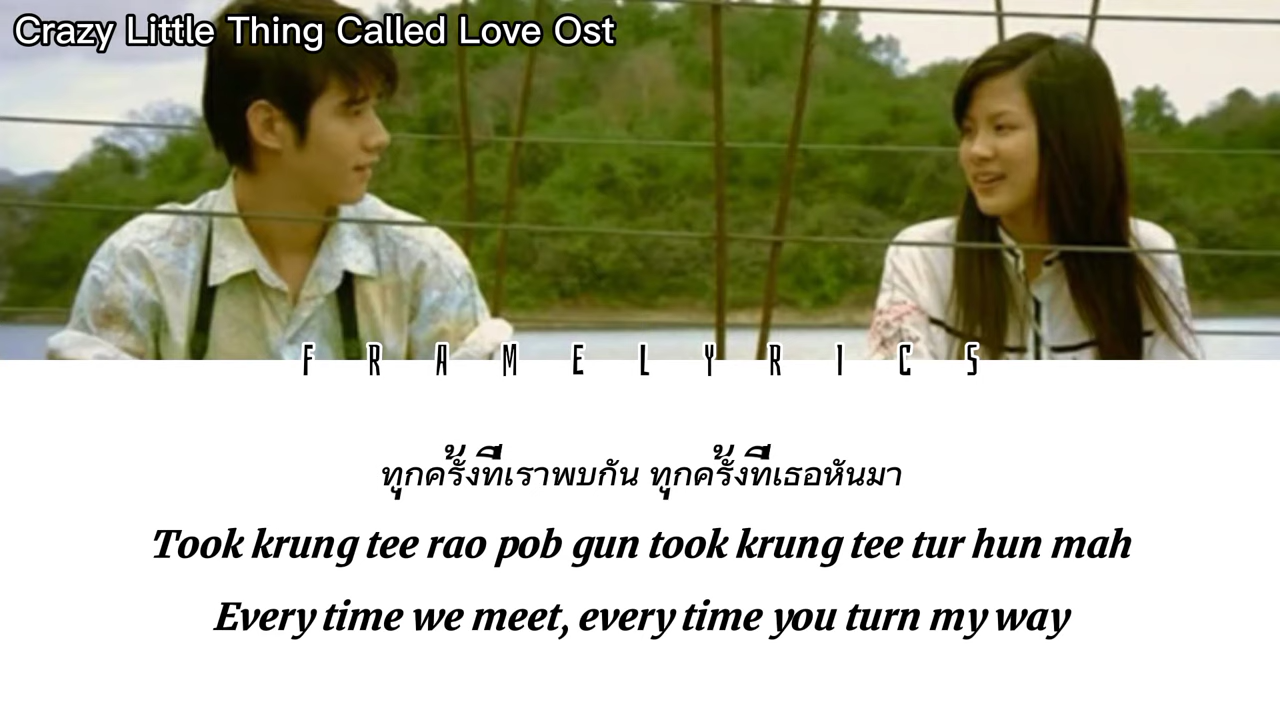 Crazy Little Thing Called Love Ost
FRAMELYRICS
ทุกครั้งที่เราพบกัน ทุกครั้งที่เธอหันมา
Took krung tee rao pob gun took krung tee tur hun mah
Every time we meet, every time you turn my way